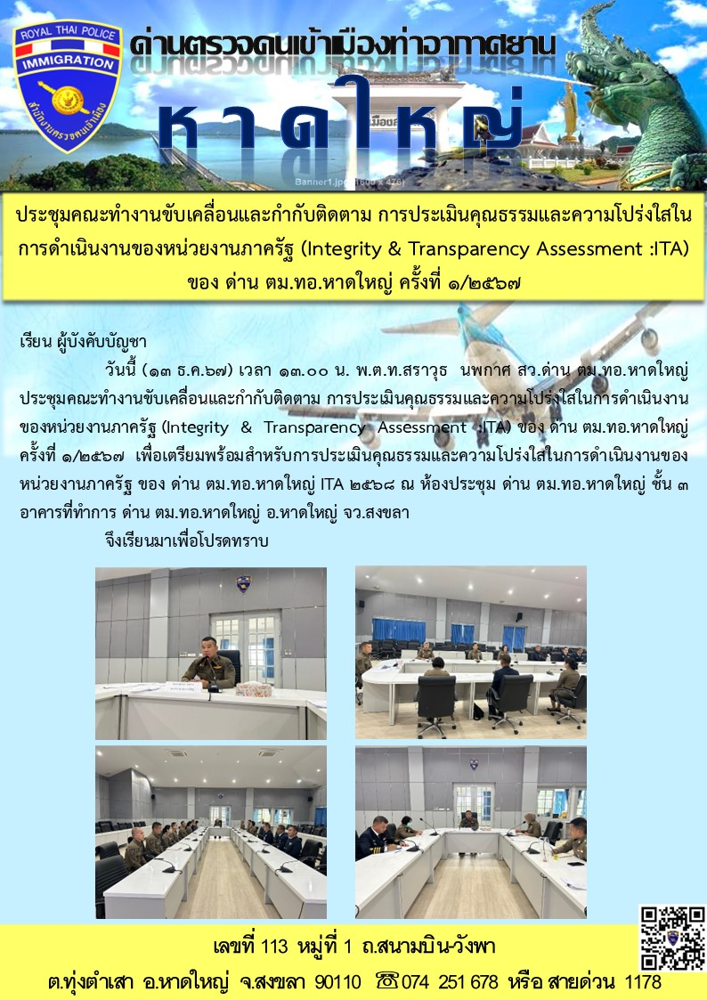 ROYAL THAI POLICE
IMMIGRATION
สำนักงานตรวจคนเข้าเมือง
ด่านตรวจคนเข้าเมืองท่าอากาศยาน
หาดใหญ่
Banner1.jpg (1600 x 426)
ประชุมคณะทำงานขับเคลื่อนและกำกับติดตาม การประเมินคุณธรรมและความโปร่งใสใน
การดำเนินงานของหน่วยงานภาครัฐ (Integrity & Transparency Assessment :ITA)
ของ ด่าน ตม.ทอ.หาดใหญ่ ครั้งที่ ๑/๒๕๖๗
เรียน ผู้บังคับบัญชา
วันนี้ (๑๓ ธ.ค.๖๗) เวลา ๑๓.๐๐ น. พ.ต.ท.สราวุธ นพกาศ สว.ด่าน ตม.ทอ.หาดใหญ่
ประชุมคณะทำงานขับเคลื่อนและกำกับติดตาม การประเมินคุณธรรมและความโปร่งใสในการดำเนินงาน
ของหน่วยงานภาครัฐ (Integrity & Transparency Assessment :ITA) ของ ด่าน ตม.ทอ.หาดใหญ่
ครั้งที่ ๑/๒๕๖๗ เพื่อเตรียมพร้อมสำหรับการประเมินคุณธรรมและความโปร่งใสในการดำเนินงานของ
หน่วยงานภาครัฐ ของ ด่าน ตม.ทอ.หาดใหญ่ ITA ๒๕๖๘ ณ ห้องประชุม ด่าน ตม.ทอ.หาดใหญ่ ชั้น ๓
อาคารที่ทำการ ด่าน ตม.ทอ.หาดใหญ่ อ.หาดใหญ่ จว.สงขลา
จึงเรียนมาเพื่อโปรดทราบ
เลขที่ 113 หมู่ที่ 1 ถ.สนามบิน-วังพา
ต.ทุ่งตำเสา อ.หาดใหญ่ จ.สงขลา 90110 ☏074 251 678 หรือ สายด่วน 1178